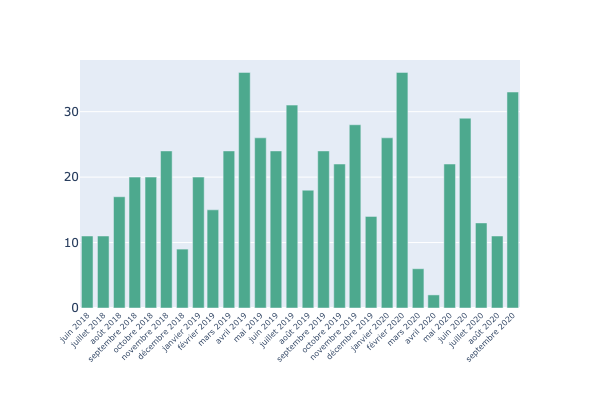 30
20
10
0
juin 2018
juillet 2018
août 2018
septembre 2018
octobre 2018
novembre 2018
décembre 2018
janvier 2019
février 2019
mars 2019
avril 2019
mai 2019
juin 2019
juillet 2019
août 2019
septembre 2019
octobre 2019
novembre 2019
décembre 2019
janvier 2020
février 2020
mars 2020
avril 2020
mai 2020
juin 2020
juillet 2020
août 2020
septembre 2020